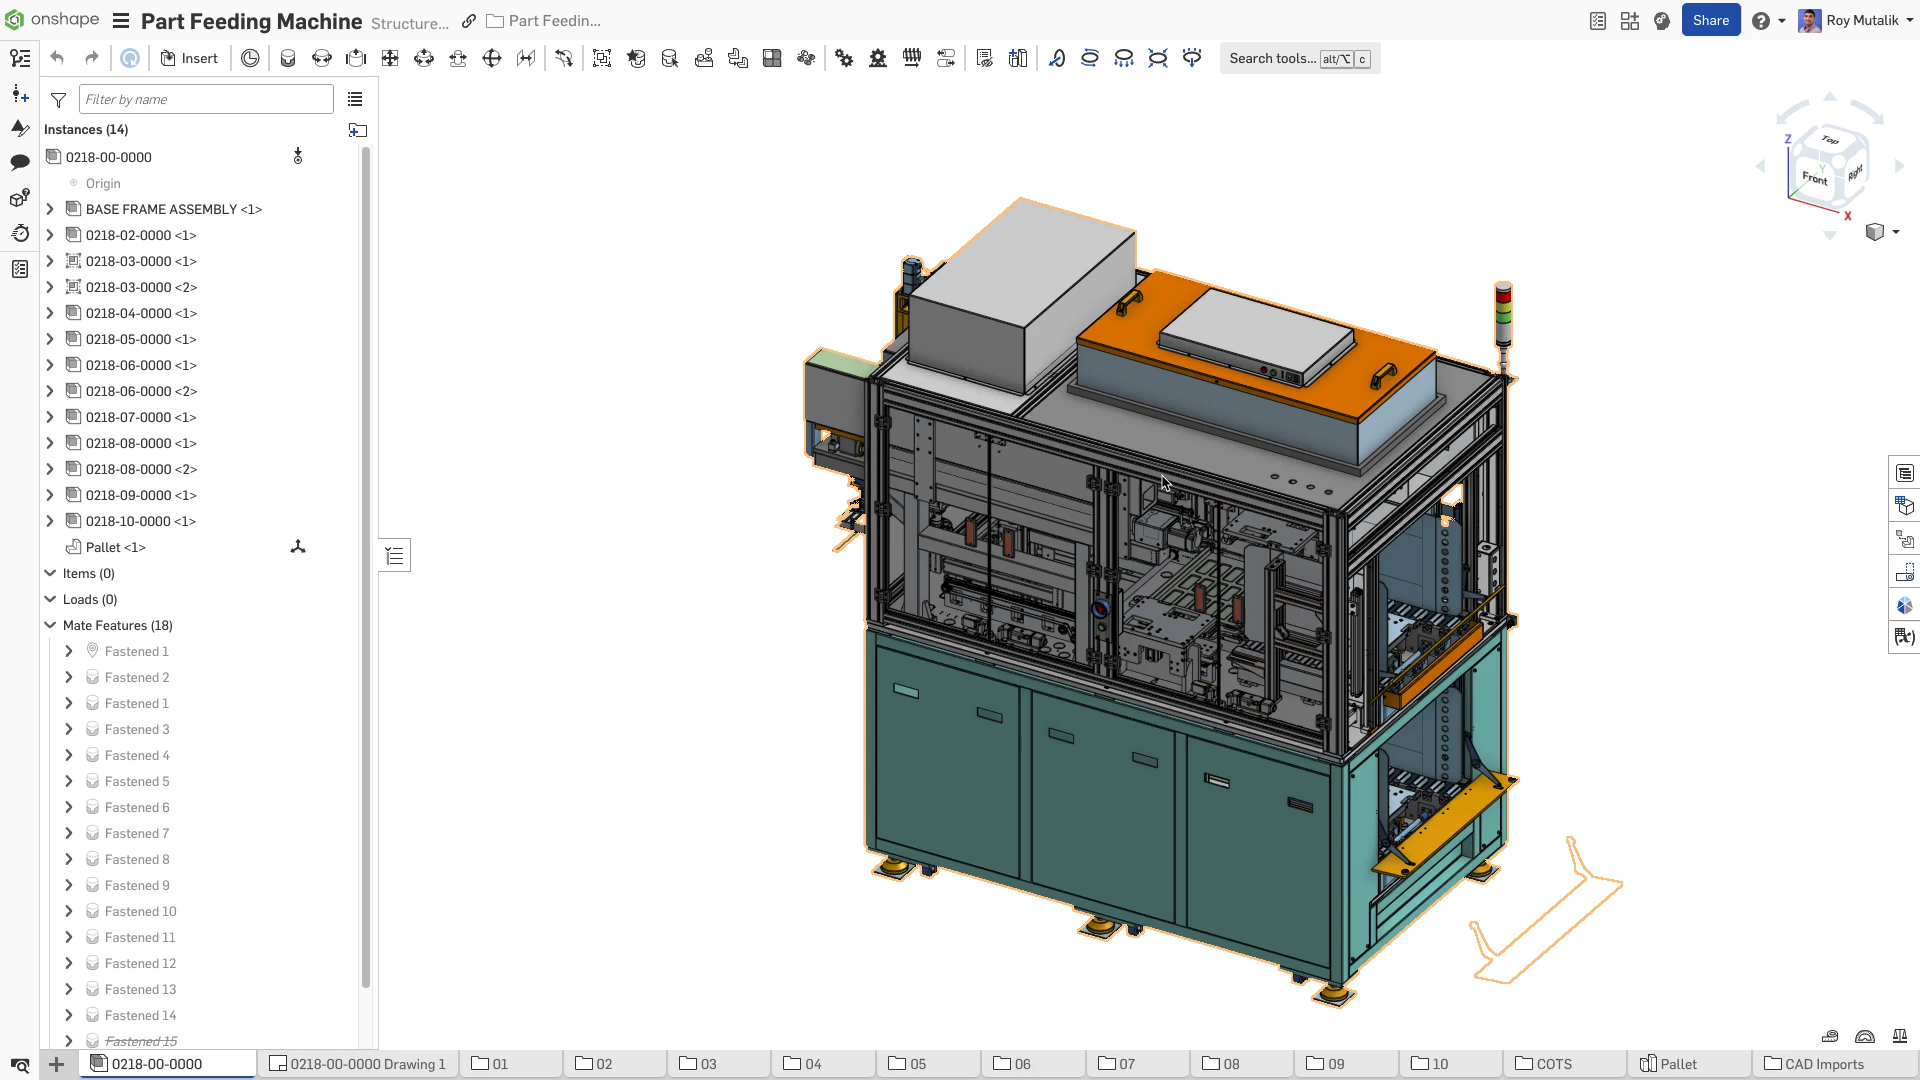 onshape Part Feeding Machine Structure... Part Feedin... Share Roy Mutalik
Insert Search tools... alt/⌥ c
Filter by name
Instances (14)
0218-00-0000
Origin
BASE FRAME ASSEMBLY <1>
0218-02-0000 <1>
0218-03-0000 <1>
0218-03-0000 <2>
0218-04-0000 <1>
0218-05-0000 <1>
0218-06-0000 <1>
0218-06-0000 <2>
0218-07-0000 <1>
0218-08-0000 <1>
0218-08-0000 <2>
0218-09-0000 <1>
0218-10-0000 <1>
Pallet <1>
Items (0)
Loads (0)
Mate Features (18)
Fastened 1
Fastened 2
Fastened 1
Fastened 3
Fastened 4
Fastened 5
Fastened 6
Fastened 7
Fastened 8
Fastened 9
Fastened 10
Fastened 11
Fastened 12
Fastened 13
Fastened 14
Fastened 15
Z
Top
Y
Front
Right
X
(x)
0218-00-0000 0218-00-0000 Drawing 1 01 02 03 04 05 06 07 08 09 10 COTS Pallet CAD Imports